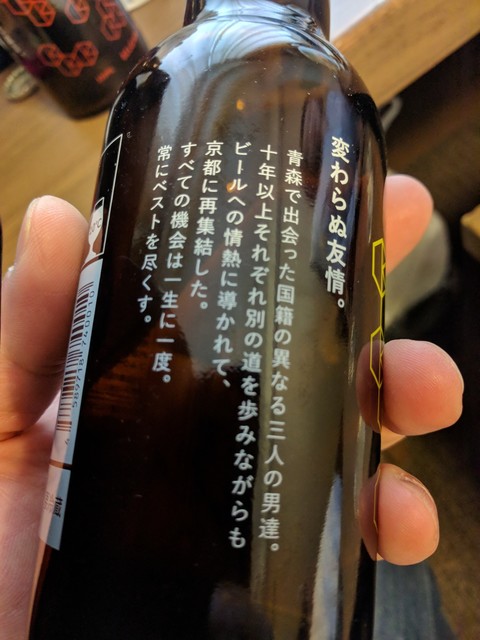 変わらぬ友情。
青森で出会った国籍の異なる三人の男達。
十年以上それぞれ別の道を歩みながらも
ビールへの情熱に導かれて、
京都に再集結した。
すべての機会は一生に一度。
常にベストを尽くす。